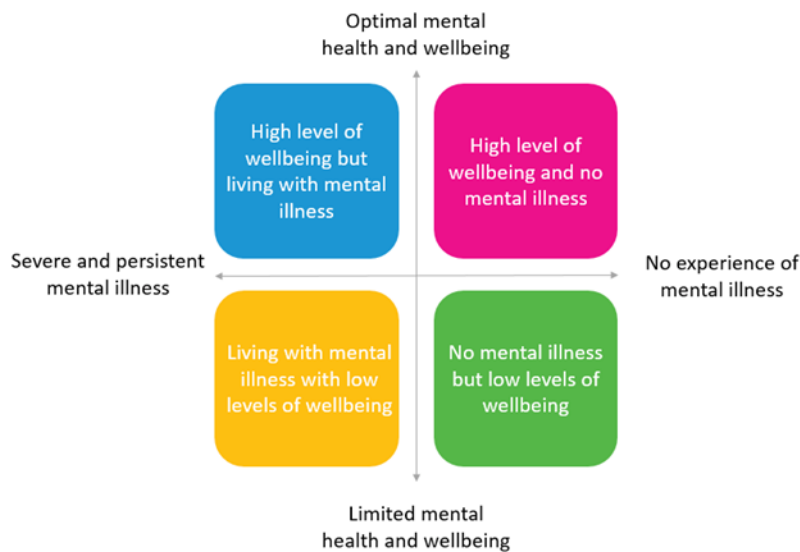 Optimal mental
health and wellbeing
High level of
wellbeing but
living with mental
illness
High level of
wellbeing and no
mental illness
Severe and persistent
mental illness
No experience of
mental illness
Living with mental
illness with low
levels of wellbeing
No mental illness
but low levels of
wellbeing
Limited mental
health and wellbeing